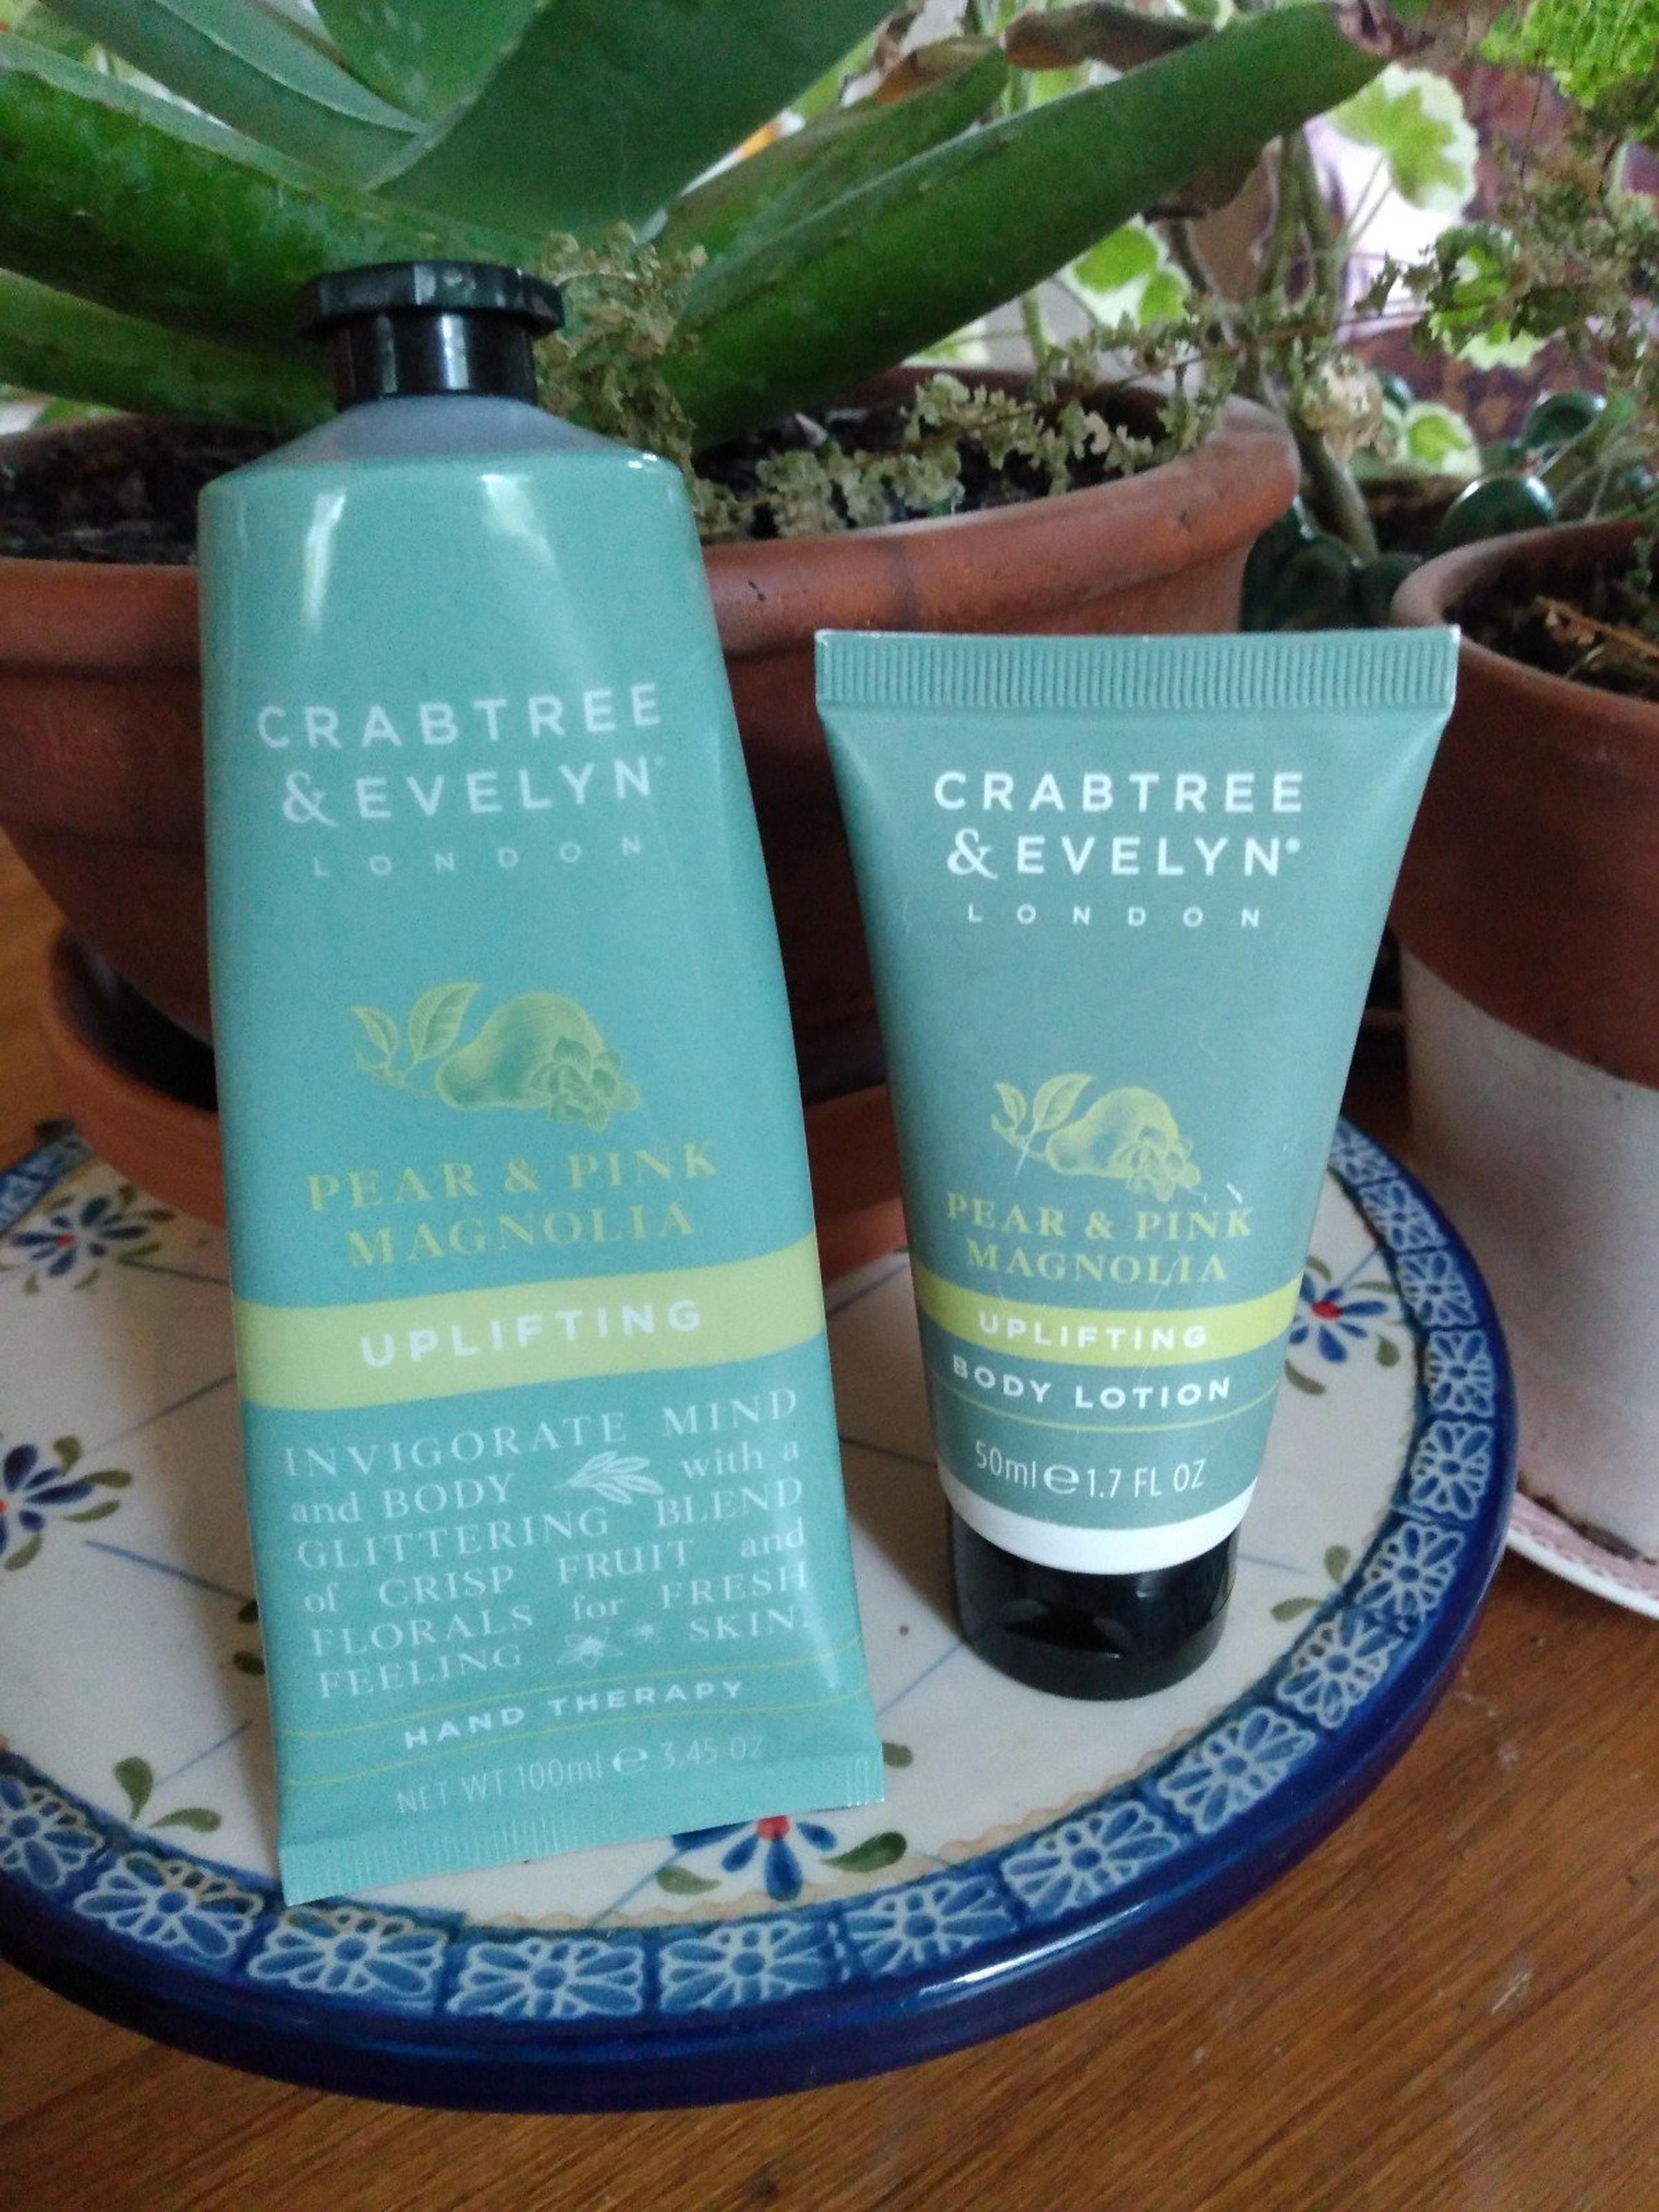 CRABTREE
& EVELYN
LONDON
PEAR & PINK
MAGNOLIA
UPLIFTING
INVIGORATE MIND
and BODY with a
GLITTERING BLEND
of CRISP FRUIT and
FLORALS for FRESH
FEELING SKIN.
HAND THERAPY
NET WT 100ml e 3.45 OZ
CRABTREE
& EVELYN®
LONDON
PEAR & PINK
MAGNOLIA
UPLIFTING
BODY LOTION
50ml e 1.7 FL OZ